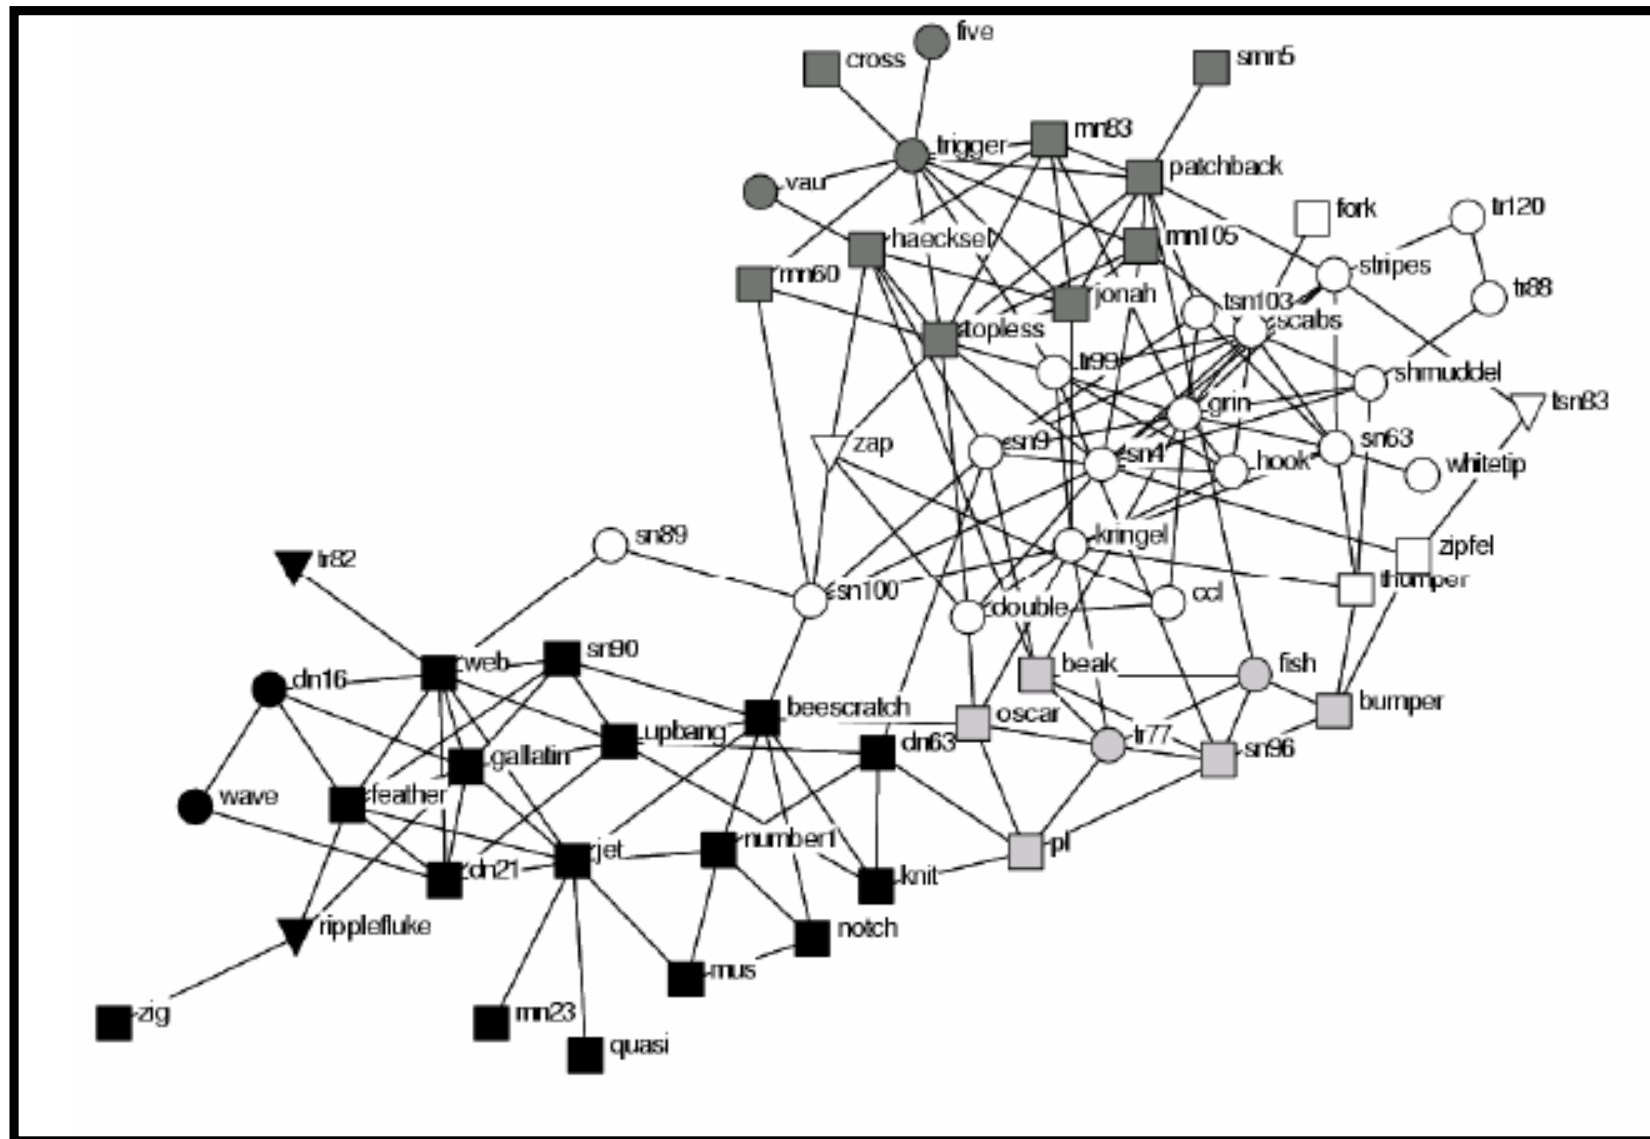 five
cross
smn5
mn83
trigger
patchback
vau
fork
tr120
haecksel
mn105
stripes
mn60
jonah
tsn103
tr88
topless
scabs
tr99
shmuddel
grin
tsn83
zap
sn9
sn4
hook
sn63
whitetip
sn89
kringel
zipfel
tr82
thumper
sn100
double
ccl
web
sn90
beak
fish
dn16
beescratch
oscar
bumper
upbang
dn63
tr77
sn96
gallatin
wave
feather
number1
pl
jet
zn21
knit
ripplefluke
notch
mus
zig
mn23
quasi